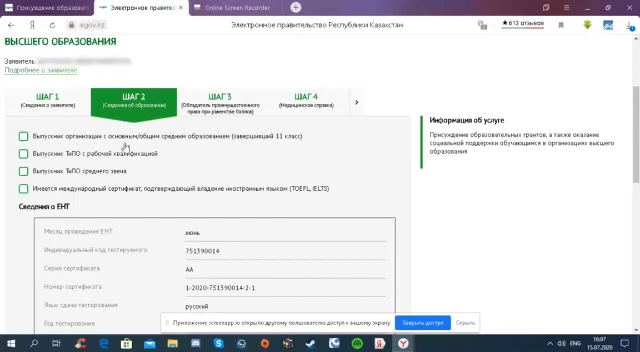 Присуждение образован
Электронное правител
Online Screen Recorder
egov.kz
Электронное правительство Республики Казахстан
★613 отзывов
ВЫСШЕГО ОБРАЗОВАНИЯ
Заявитель:
Подробнее о заявителе
ШАГ 1
(Сведения о заявителе)
ШАГ 2
(Сведения об образовании)
ШАГ 3
(Обладатель преимущественного права при равенстве баллов)
ШАГ 4
(Медицинская справка)
Выпускник организации с основным/общим средним образованием (завершивший 11 класс)
Выпускник ТиПО с рабочей квалификацией
Выпускник ТиПО среднего звена
Имеется международный сертификат, подтверждающий владение иностранным языком (TOEFL, IELTS)
Сведения о ЕНТ
Месяц проведения ЕНТ
июнь
Индивидуальный код тестируемого
751390014
Серия сертификата
АА
Номер сертификата
1-2020-751390014-2-1
Язык сдачи тестирования
русский
Год тестирования
Информация об услуге
Присуждение образовательных грантов, а также оказание
социальной поддержки обучающимся в организациях высшего
образования
Приложение screenapp.io открыло другому пользователю доступ к вашему экрану
Закрыть доступ
Скрыть
ENG
16:07
15.07.2020